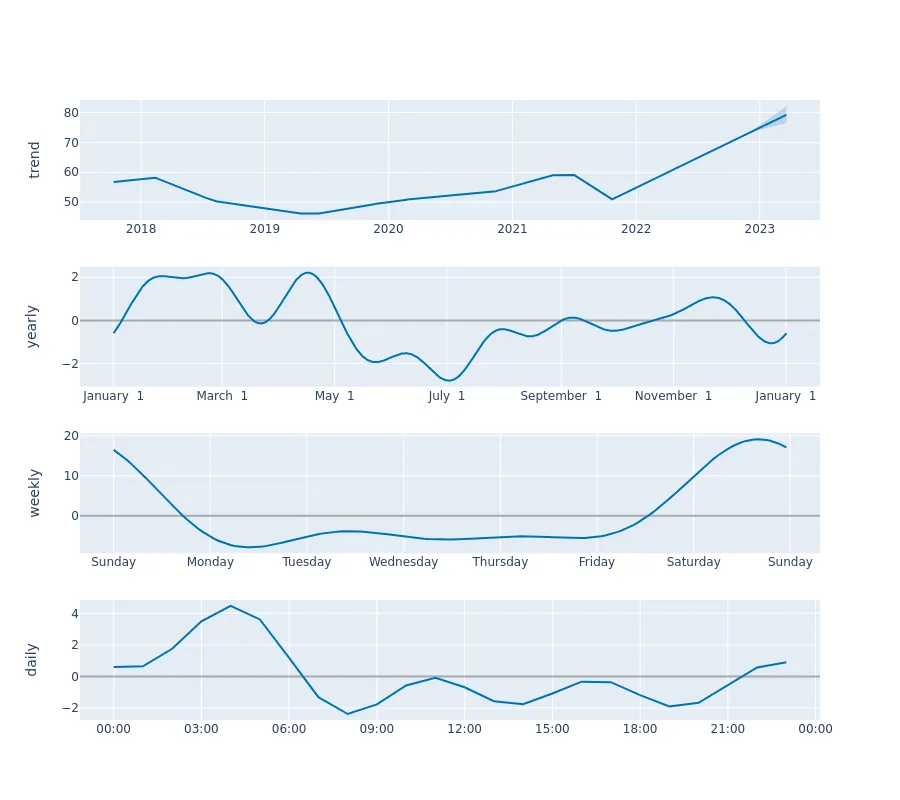 trend
80
70
60
50
2018 2019 2020 2021 2022 2023
yearly
2
0
−2
January 1 March 1 May 1 July 1 September 1 November 1 January 1
weekly
20
10
0
Sunday Monday Tuesday Wednesday Thursday Friday Saturday Sunday
daily
4
2
0
−2
00:00 03:00 06:00 09:00 12:00 15:00 18:00 21:00 00:00